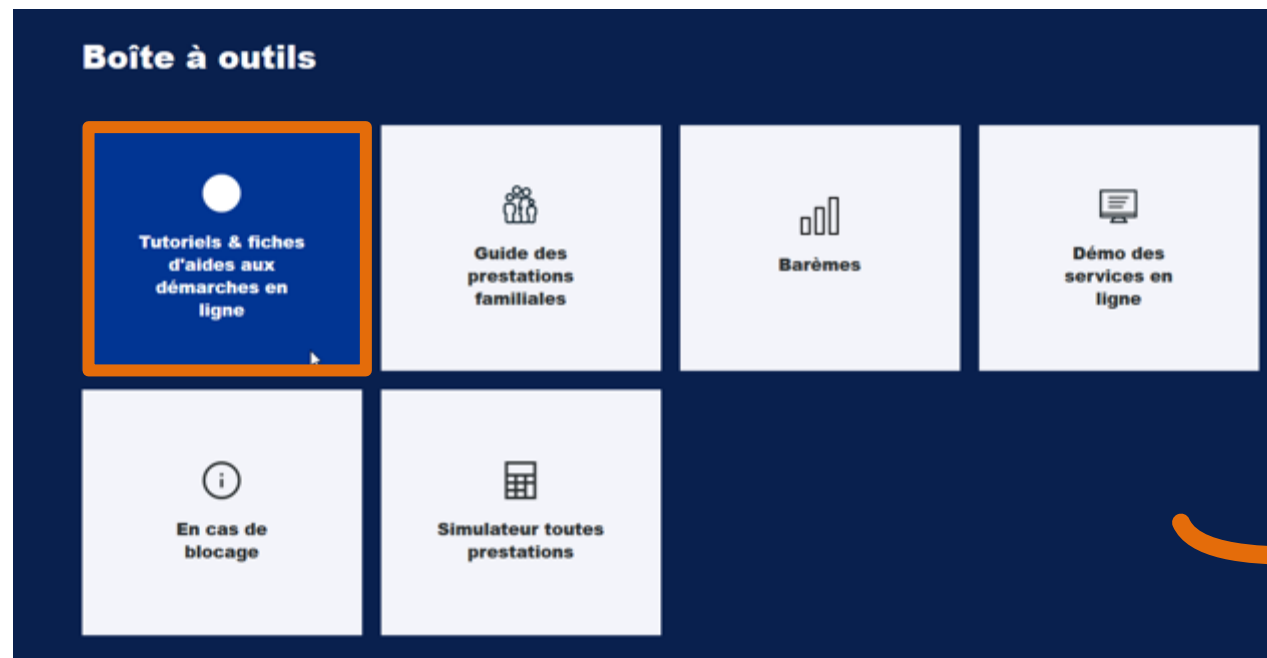 Boîte à outils
Tutoriels & fiches
d'aides aux
démarches en
ligne
Guide des
prestations
familiales
Barèmes
Démo des
services en
ligne
En cas de
blocage
Simulateur toutes
prestations